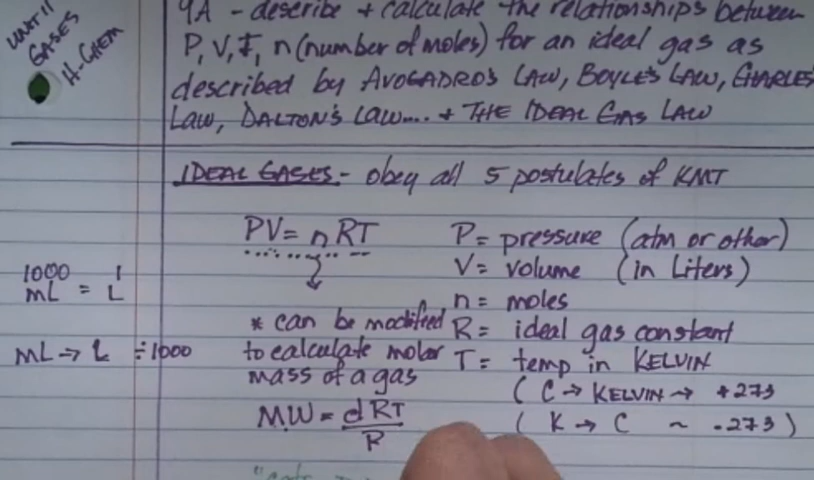 UNIT 11
GASES
H-CHEM
9A - describe + calculate the relationships between
P, V, T, n (number of moles) for an ideal gas as
described by AVOGADRO'S LAW, BOYLE'S LAW, CHARLES
LAW, DALTON'S LAW.... + THE IDEAL GAS LAW
IDEAL GASES - obey all 5 postulates of KMT
PV = nRT
P = pressure (atm or other)
V = volume (in Liters)
n = moles
R = ideal gas constant
T = temp in KELVIN
( C → KELVIN → +273
( K → C ~ -273 )
* can be modified
to calculate molar
mass of a gas
MW = dRT
P
1000 mL = 1 L
mL → L ÷1000